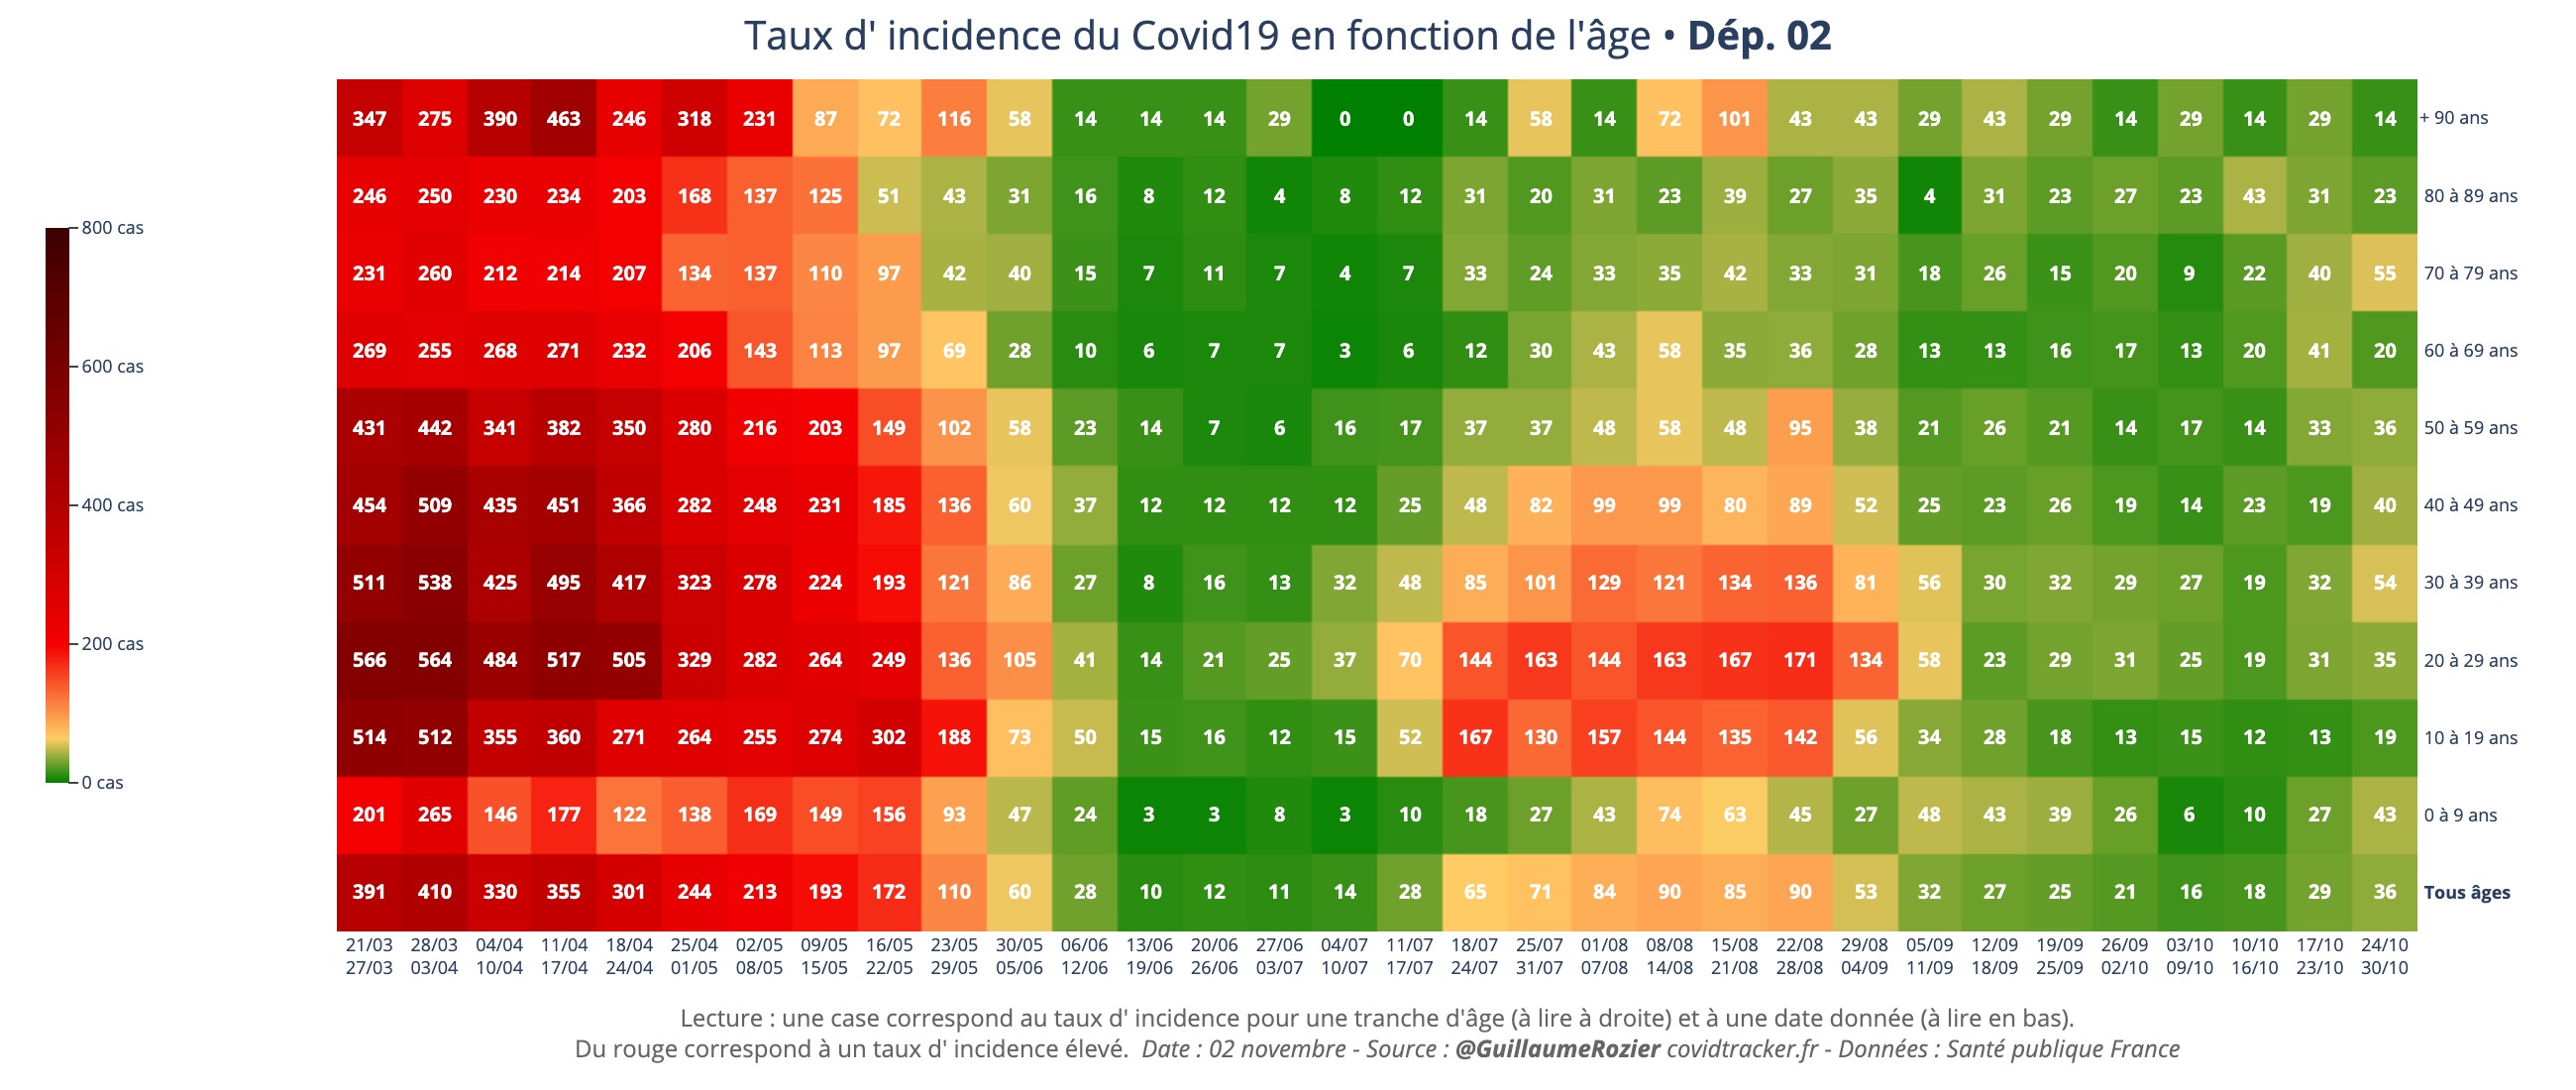 Taux d' incidence du Covid19 en fonction de l'âge • Dép. 02
800 cas
600 cas
400 cas
200 cas
0 cas
347 275 390 463 246 318 231 87 72 116 58 14 14 14 29 0 0 14 58 14 72 101 43 43 29 43 29 14 29 14 29 14 + 90 ans
246 250 230 234 203 168 137 125 51 43 31 16 8 12 4 8 12 31 20 31 23 39 27 35 4 31 23 27 23 43 31 23 80 à 89 ans
231 260 212 214 207 134 137 110 97 42 40 15 7 11 7 4 7 33 24 33 35 42 33 31 18 26 15 20 9 22 40 55 70 à 79 ans
269 255 268 271 232 206 143 113 97 69 28 10 6 7 7 3 6 12 30 43 58 35 36 28 13 13 16 17 13 20 41 20 60 à 69 ans
431 442 341 382 350 280 216 203 149 102 58 23 14 7 6 16 17 37 37 48 58 48 95 38 21 26 21 14 17 14 33 36 50 à 59 ans
454 509 435 451 366 282 248 231 185 136 60 37 12 12 12 12 25 48 82 99 99 80 89 52 25 23 26 19 14 23 19 40 40 à 49 ans
511 538 425 495 417 323 278 224 193 121 86 27 8 16 13 32 48 85 101 129 121 134 136 81 56 30 32 29 27 19 32 54 30 à 39 ans
566 564 484 517 505 329 282 264 249 136 105 41 14 21 25 37 70 144 163 144 163 167 171 134 58 23 29 31 25 19 31 35 20 à 29 ans
514 512 355 360 271 264 255 274 302 188 73 50 15 16 12 15 52 167 130 157 144 135 142 56 34 28 18 13 15 12 13 19 10 à 19 ans
201 265 146 177 122 138 169 149 156 93 47 24 3 3 8 3 10 18 27 43 74 63 45 27 48 43 39 26 6 10 27 43 0 à 9 ans
391 410 330 355 301 244 213 193 172 110 60 28 10 12 11 14 28 65 71 84 90 85 90 53 32 27 25 21 16 18 29 36 Tous âges
21/03 28/03 04/04 11/04 18/04 25/04 02/05 09/05 16/05 23/05 30/05 06/06 13/06 20/06 27/06 04/07 11/07 18/07 25/07 01/08 08/08 15/08 22/08 29/08 05/09 12/09 19/09 26/09 03/10 10/10 17/10 24/10
27/03 03/04 10/04 17/04 24/04 01/05 08/05 15/05 22/05 29/05 05/06 12/06 19/06 26/06 03/07 10/07 17/07 24/07 31/07 07/08 14/08 21/08 28/08 04/09 11/09 18/09 25/09 02/10 09/10 16/10 23/10 30/10
Lecture : une case correspond au taux d' incidence pour une tranche d'âge (à lire à droite) et à une date donnée (à lire en bas).
Du rouge correspond à un taux d' incidence élevé. Date : 02 novembre - Source : @GuillaumeRozier covidtracker.fr - Données : Santé publique France